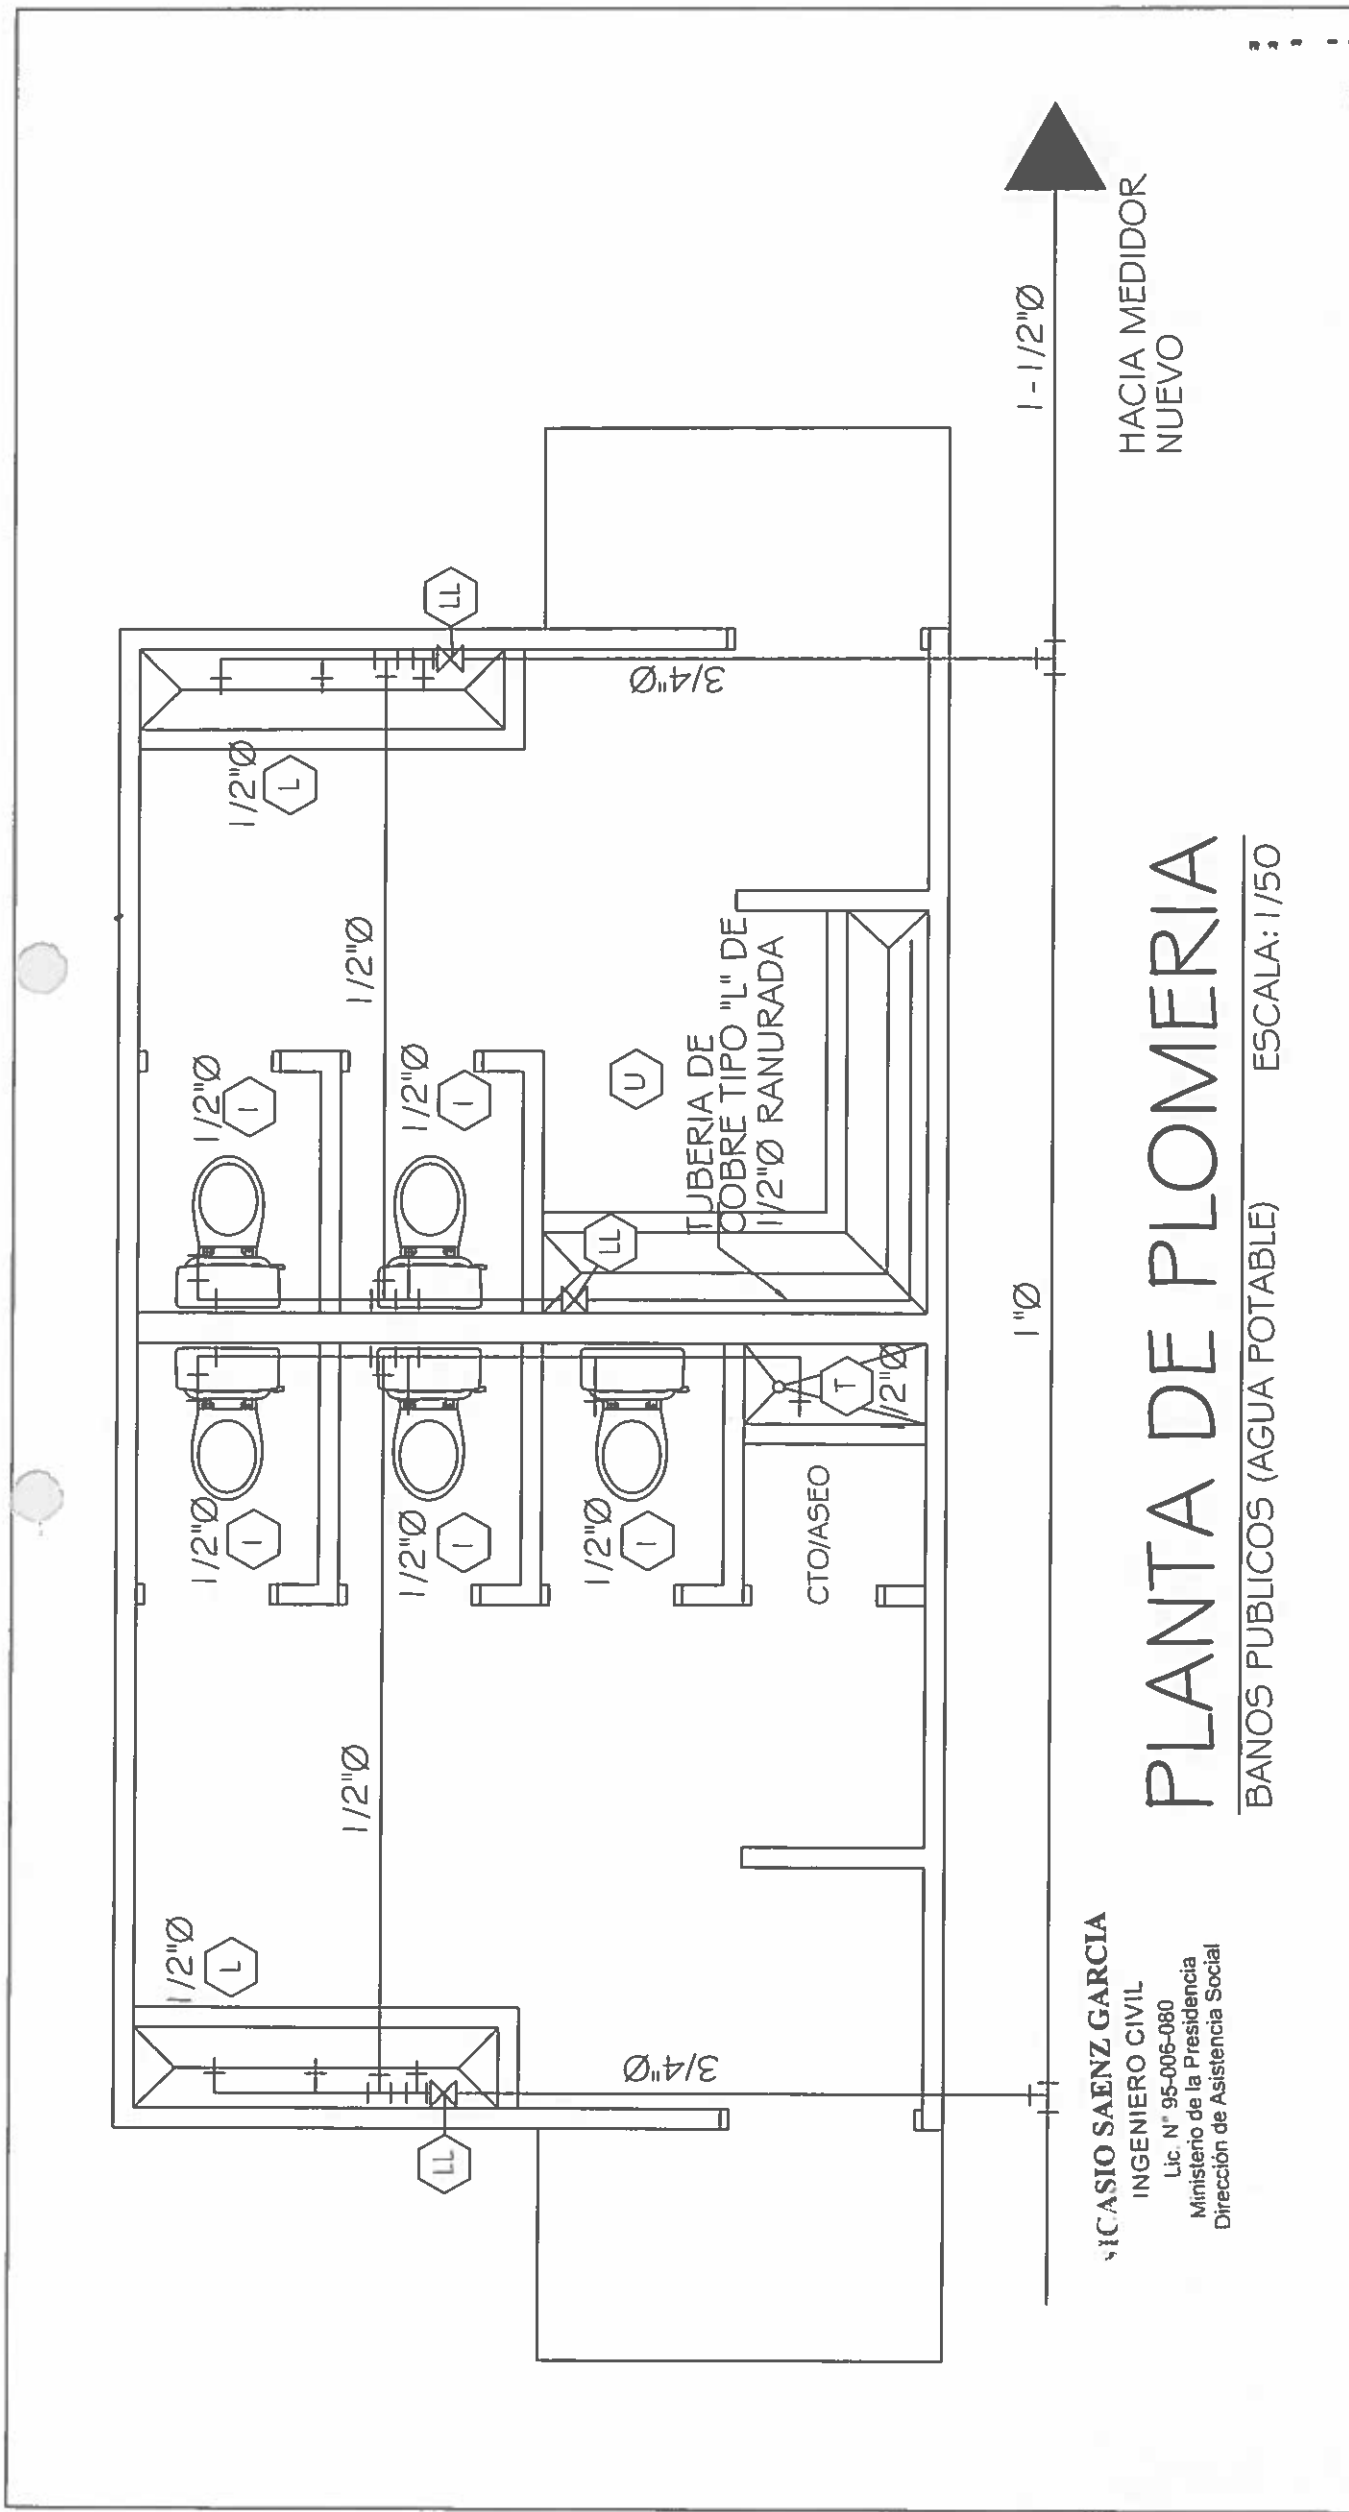 1/2"Ø
L
1/2"Ø
I
1/2"Ø
I
1/2"Ø
L
1/2"Ø
1/2"Ø
1/2"Ø
I
1/2"Ø
I
1/2"Ø
I
LL
LL
LL
U
TUBERIA DE
COBRE TIPO "L" DE
1/2"Ø RANURADA
T
1/2"Ø
CTO/ASEO
3/4"Ø
3/4"Ø
1"Ø
1-1/2"Ø
HACIA MEDIDOR
NUEVO
PLANTA DE PLOMERIA
BANOS PUBLICOS (AGUA POTABLE)
ESCALA: 1/50
SAENZ GARCIA
INGENIERO CIVIL
Lic. N° 95-006-080
Ministerio de la Presidencia
Dirección de Asistencia Social